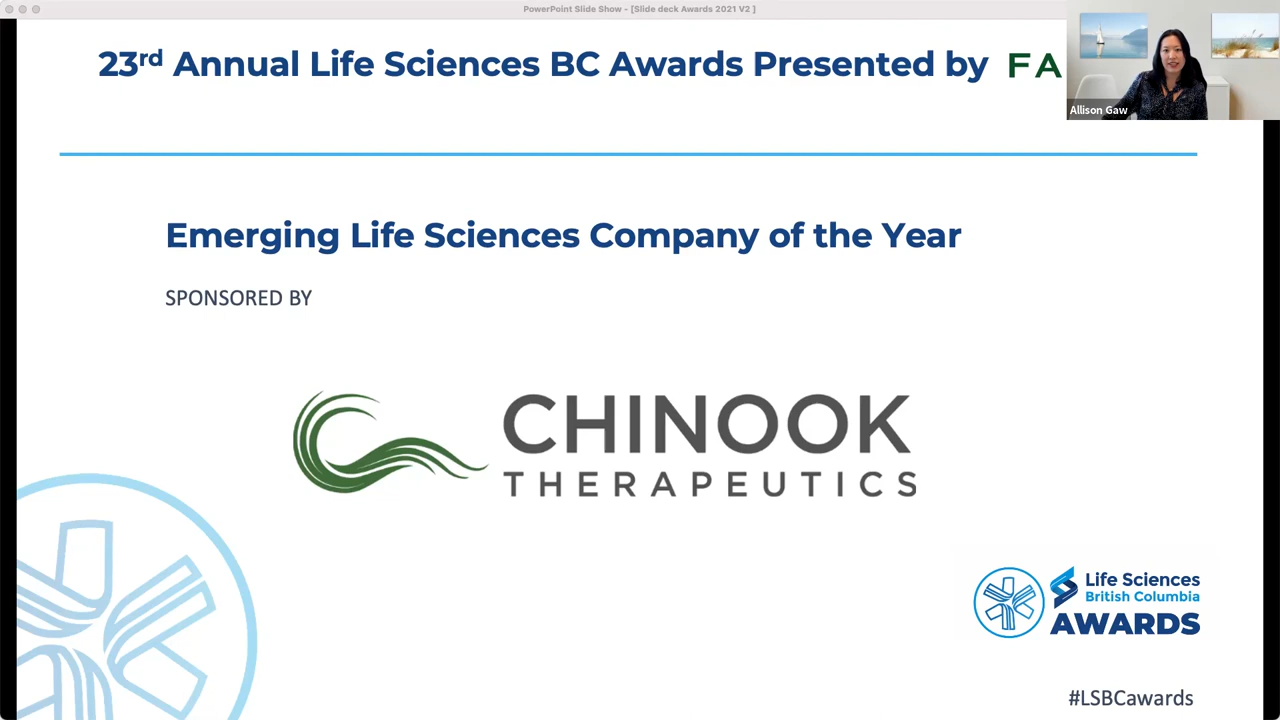 PowerPoint Slide Show - [Slide deck Awards 2021 V2 ]
23rd Annual Life Sciences BC Awards Presented by FA
Allison Gaw
Emerging Life Sciences Company of the Year
SPONSORED BY
CHINOOK
THERAPEUTICS
Life Sciences
British Columbia
AWARDS
#LSBCawards